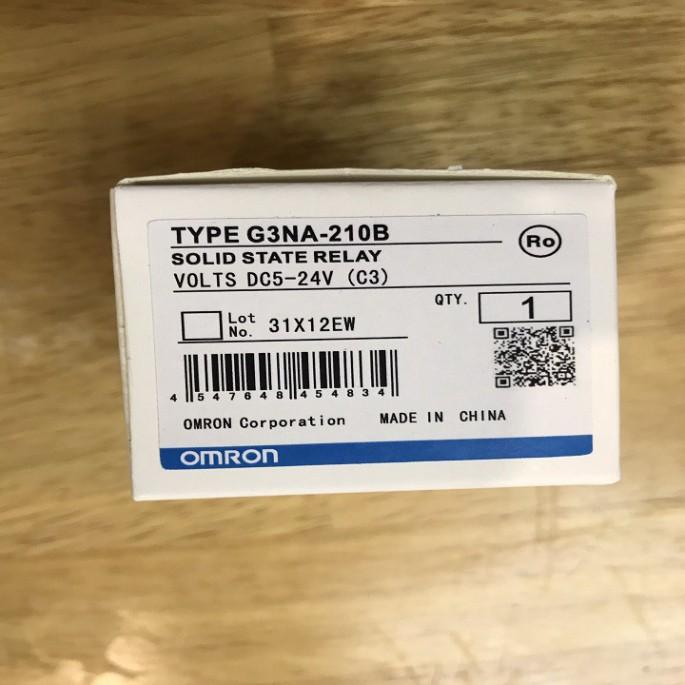 TYPE G3NA-210B
Ro
SOLID STATE RELAY
VOLTS DC5-24V (C3)
QTY. 1
Lot No. 31X12EW
4 547648 454834
OMRON Corporation MADE IN CHINA
OMRON